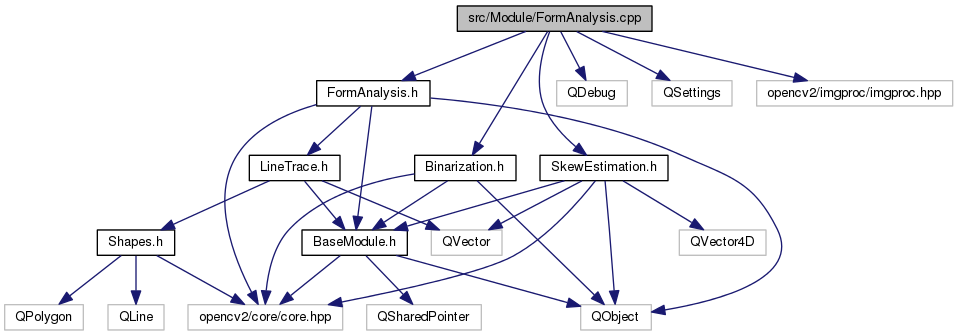 src/Module/FormAnalysis.cpp
FormAnalysis.h
QDebug
QSettings
opencv2/imgproc/imgproc.hpp
LineTrace.h
Binarization.h
SkewEstimation.h
Shapes.h
BaseModule.h
QVector
QVector4D
QPolygon
QLine
opencv2/core/core.hpp
QSharedPointer
QObject